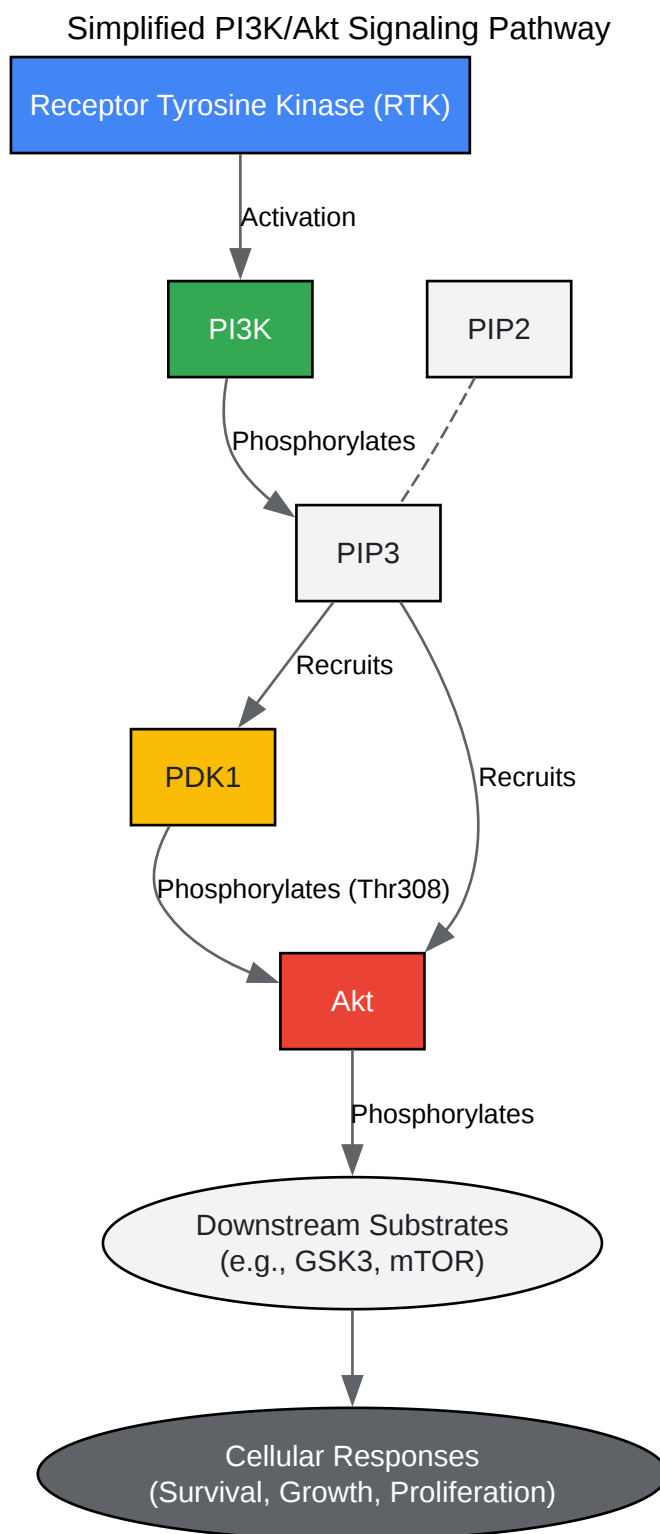 Simplified PI3K/Akt Signaling Pathway
Receptor Tyrosine Kinase (RTK)
Activation
PI3K
PIP2
Phosphorylates
PIP3
Recruits
PDK1
Recruits
Phosphorylates (Thr308)
Akt
Phosphorylates
Downstream Substrates
(e.g., GSK3, mTOR)
Cellular Responses
(Survival, Growth, Proliferation)